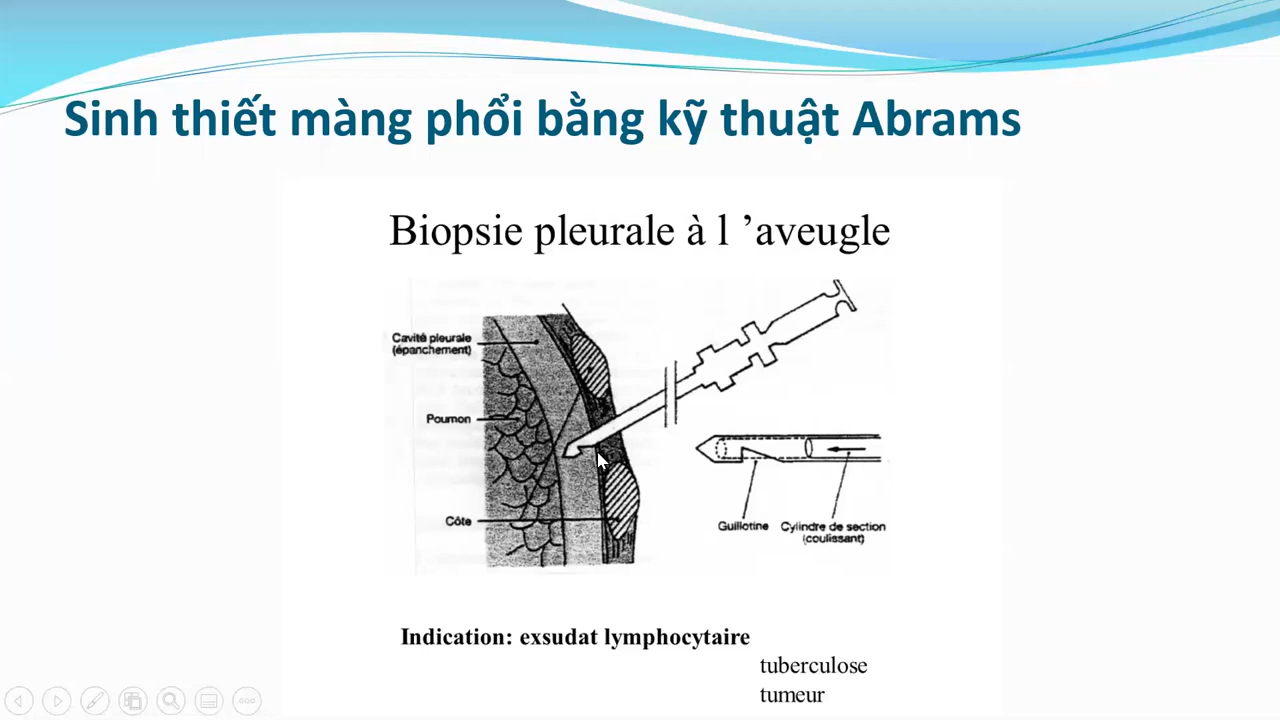 Sinh thiết màng phổi bằng kỹ thuật Abrams
Biopsie pleurale à l ’aveugle
Cavité pleurale
(épanchement)
Poumon
Côte
Guillotine
Cylindre de section
(coulissant)
Indication: exsudat lymphocytaire
tuberculose
tumeur